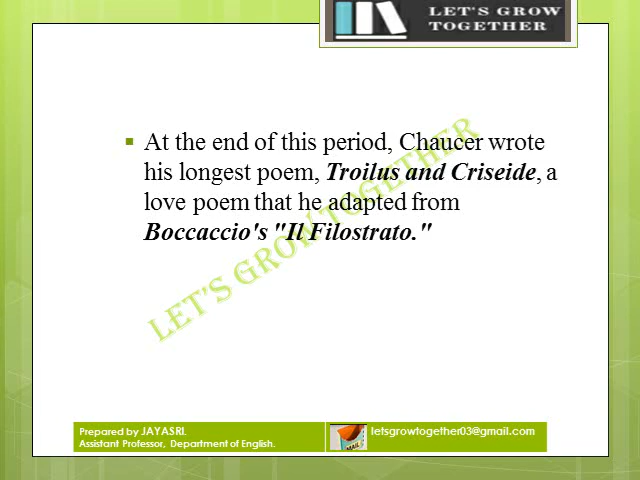 LET'S GROW
TOGETHER
At the end of this period, Chaucer wrote
his longest poem, Troilus and Criseide, a
love poem that he adapted from
Boccaccio's "Il Filostrato."
LET'S GROW TOGETHER
Prepared by JAYASRI.
Assistant Professor, Department of English.
letsgrowtogether03@gmail.com